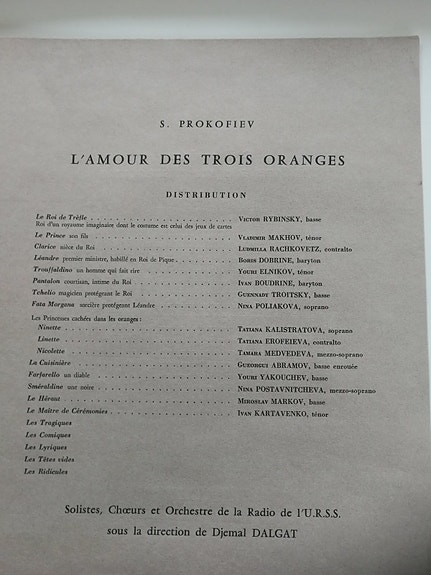 S. PROKOFIEV
L'AMOUR DES TROIS ORANGES
DISTRIBUTION
Le Roi de Trèfle . . . . . . . . . . . . . . . . . . . . VICTOR RYBINSKY, basse
Roi d'un royaume imaginaire dont le costume est celui des jeux de cartes
Le Prince son fils . . . . . . . . . . . . . . . . . . . VLADIMIR MAKHOV, ténor
Clarice nièce du Roi . . . . . . . . . . . . . . . . . . LUDMILLA RACHKOVETZ, contralto
Léandre premier ministre, habillé en Roi de Pique . . . . . . BORIS DOBRINE, baryton
Trouffaldino un homme qui fait rire . . . . . . . . . . . YOURI ELNIKOV, ténor
Pantalon courtisan, intime du Roi . . . . . . . . . . . . IVAN BOUDRINE, baryton
Tchelio magicien protégeant le Roi . . . . . . . . . . . . GUENNADY TROITSKY, basse
Fata Morgana sorcière protégeant Léandre . . . . . . . . . NINA POLIAKOVA, soprano
Les Princesses cachées dans les oranges :
Ninette . . . . . . . . . . . . . . . . . . . . TATIANA KALISTRATOVA, soprano
Linette . . . . . . . . . . . . . . . . . . . . TATIANA EROFEIEVA, contralto
Nicolette . . . . . . . . . . . . . . . . . . . TAMARA MEDVEDEVA, mezzo-soprano
La Cuisinière . . . . . . . . . . . . . . . . . . . . . GUEORGUI ABRAMOV, basse enrouée
Farfarello un diable . . . . . . . . . . . . . . . . . . YOURI YAKOUCHEV, basse
Sméraldine une noire . . . . . . . . . . . . . . . . . . NINA POSTAVNITCHEVA, mezzo-soprano
Le Héraut . . . . . . . . . . . . . . . . . . . . . . . MIROSLAV MARKOV, basse
Le Maître de Cérémonies . . . . . . . . . . . . . . . . . IVAN KARTAVENKO, ténor
Les Tragiques
Les Comiques
Les Lyriques
Les Têtes vides
Les Ridicules
Solistes, Chœurs et Orchestre de la Radio de l'U.R.S.S.
sous la direction de Djemal DALGAT